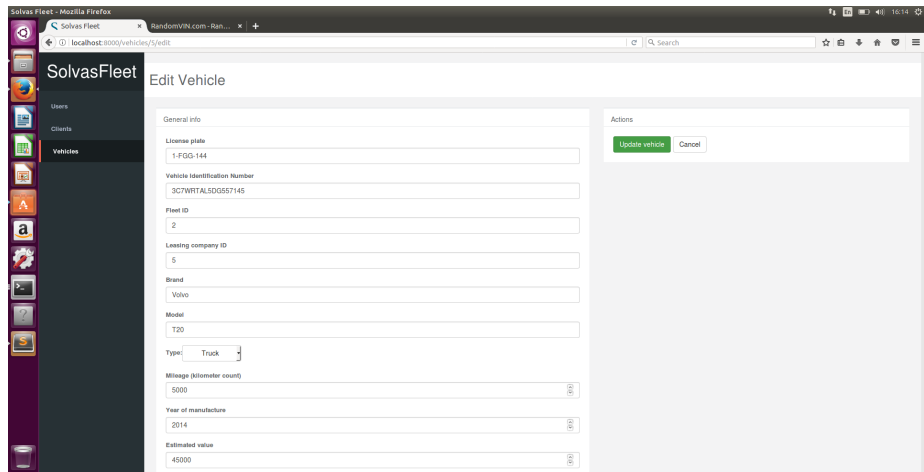 Solvas Fleet - Mozilla Firefox
En
16:14
Solvas Fleet
RandomVIN.com - Ran...
localhost:8000/vehicles/5/edit
Search
SolvasFleet
Users
Clients
Vehicles
Edit Vehicle
General info
License plate
1-FGG-144
Vehicle Identification Number
3C7WRTAL5DG557145
Fleet ID
2
Leasing company ID
5
Brand
Volvo
Model
T20
Type:
Truck
Mileage (kilometer count)
5000
Year of manufacture
2014
Estimated value
45000
Actions
Update vehicle
Cancel